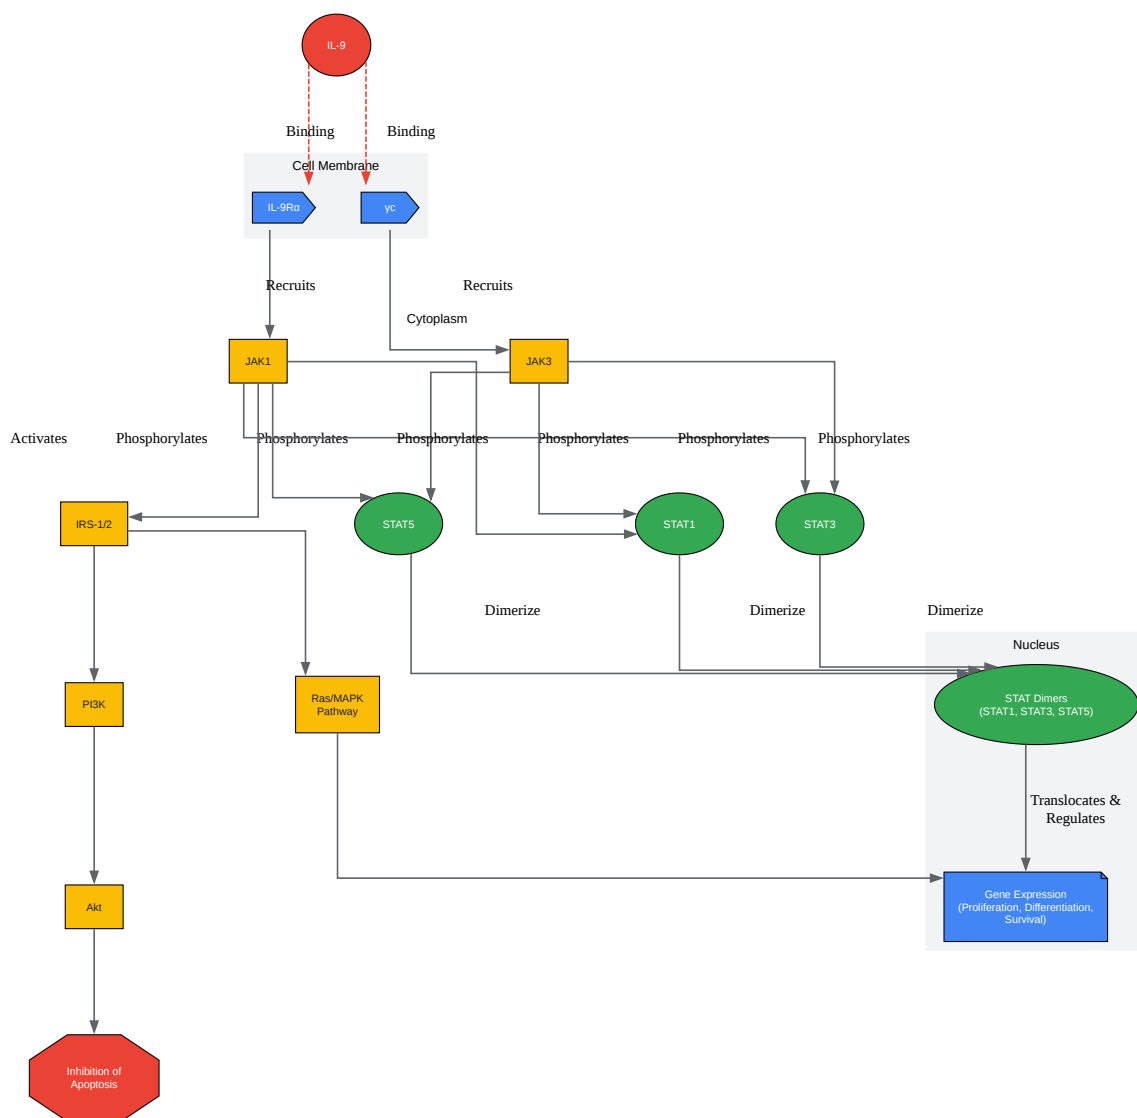 IL-9
Binding
Binding
Cell Membrane
IL-9Rα
γc
Recruits
Recruits
Cytoplasm
JAK1
JAK3
Activates
Phosphorylates
Phosphorylates
Phosphorylates
Phosphorylates
Phosphorylates
Phosphorylates
IRS-1/2
STAT5
STAT1
STAT3
Dimerize
Dimerize
Dimerize
Nucleus
PI3K
Ras/MAPK
Pathway
STAT Dimers
(STAT1, STAT3, STAT5)
Translocates &
Regulates
Akt
Gene Expression
(Proliferation, Differentiation,
Survival)
Inhibition of
Apoptosis